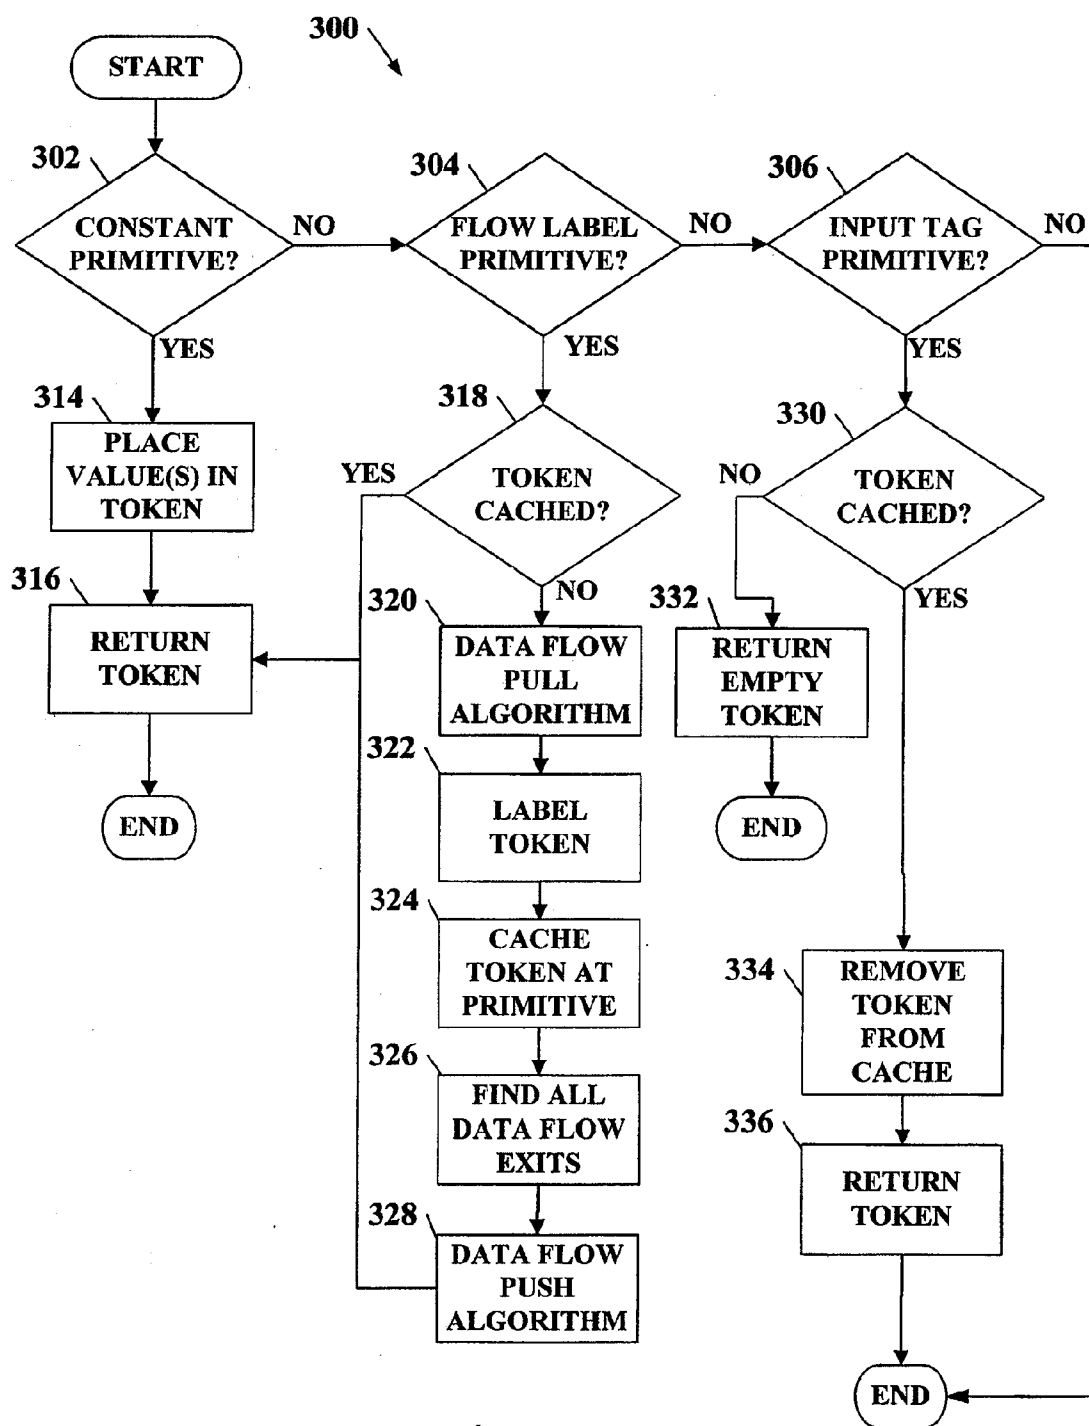 300
START
302
304
306
CONSTANT
PRIMITIVE?
NO
FLOW LABEL
PRIMITIVE?
NO
INPUT TAG
PRIMITIVE?
NO
YES
YES
YES
314
PLACE
VALUE(S) IN
TOKEN
316
RETURN
TOKEN
END
318
YES
TOKEN
CACHED?
NO
320
DATA FLOW
PULL
ALGORITHM
322
LABEL
TOKEN
324
CACHE
TOKEN AT
PRIMITIVE
326
FIND ALL
DATA FLOW
EXITS
328
DATA FLOW
PUSH
ALGORITHM
330
NO
TOKEN
CACHED?
YES
332
RETURN
EMPTY
TOKEN
END
334
REMOVE
TOKEN
FROM
CACHE
336
RETURN
TOKEN
END